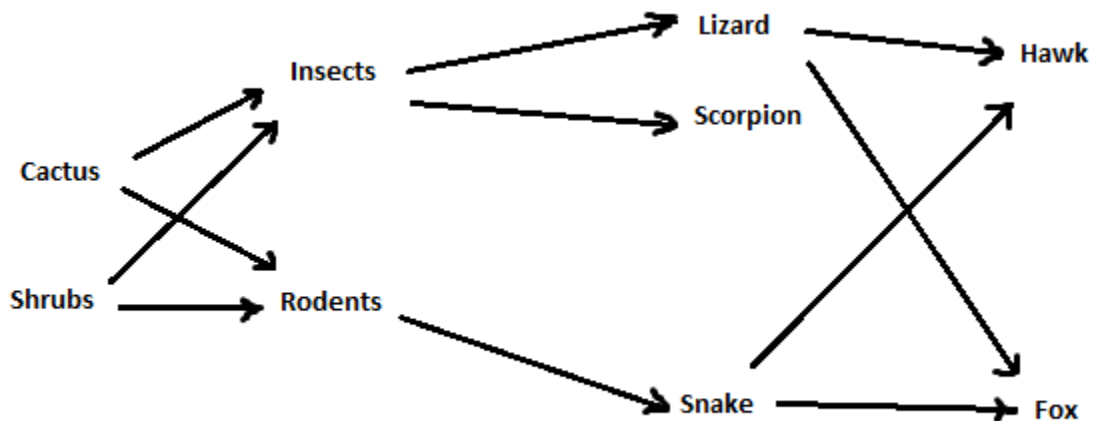 Lizard
Hawk
Insects
Scorpion
Cactus
Shrubs
Rodents
Snake
Fox